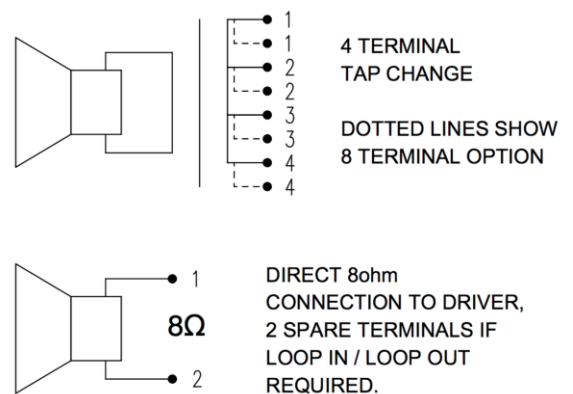 1
1
2
2
3
3
4
4
4 TERMINAL
TAP CHANGE
DOTTED LINES SHOW
8 TERMINAL OPTION
1
8Ω
2
DIRECT 8ohm
CONNECTION TO DRIVER,
2 SPARE TERMINALS IF
LOOP IN / LOOP OUT
REQUIRED.